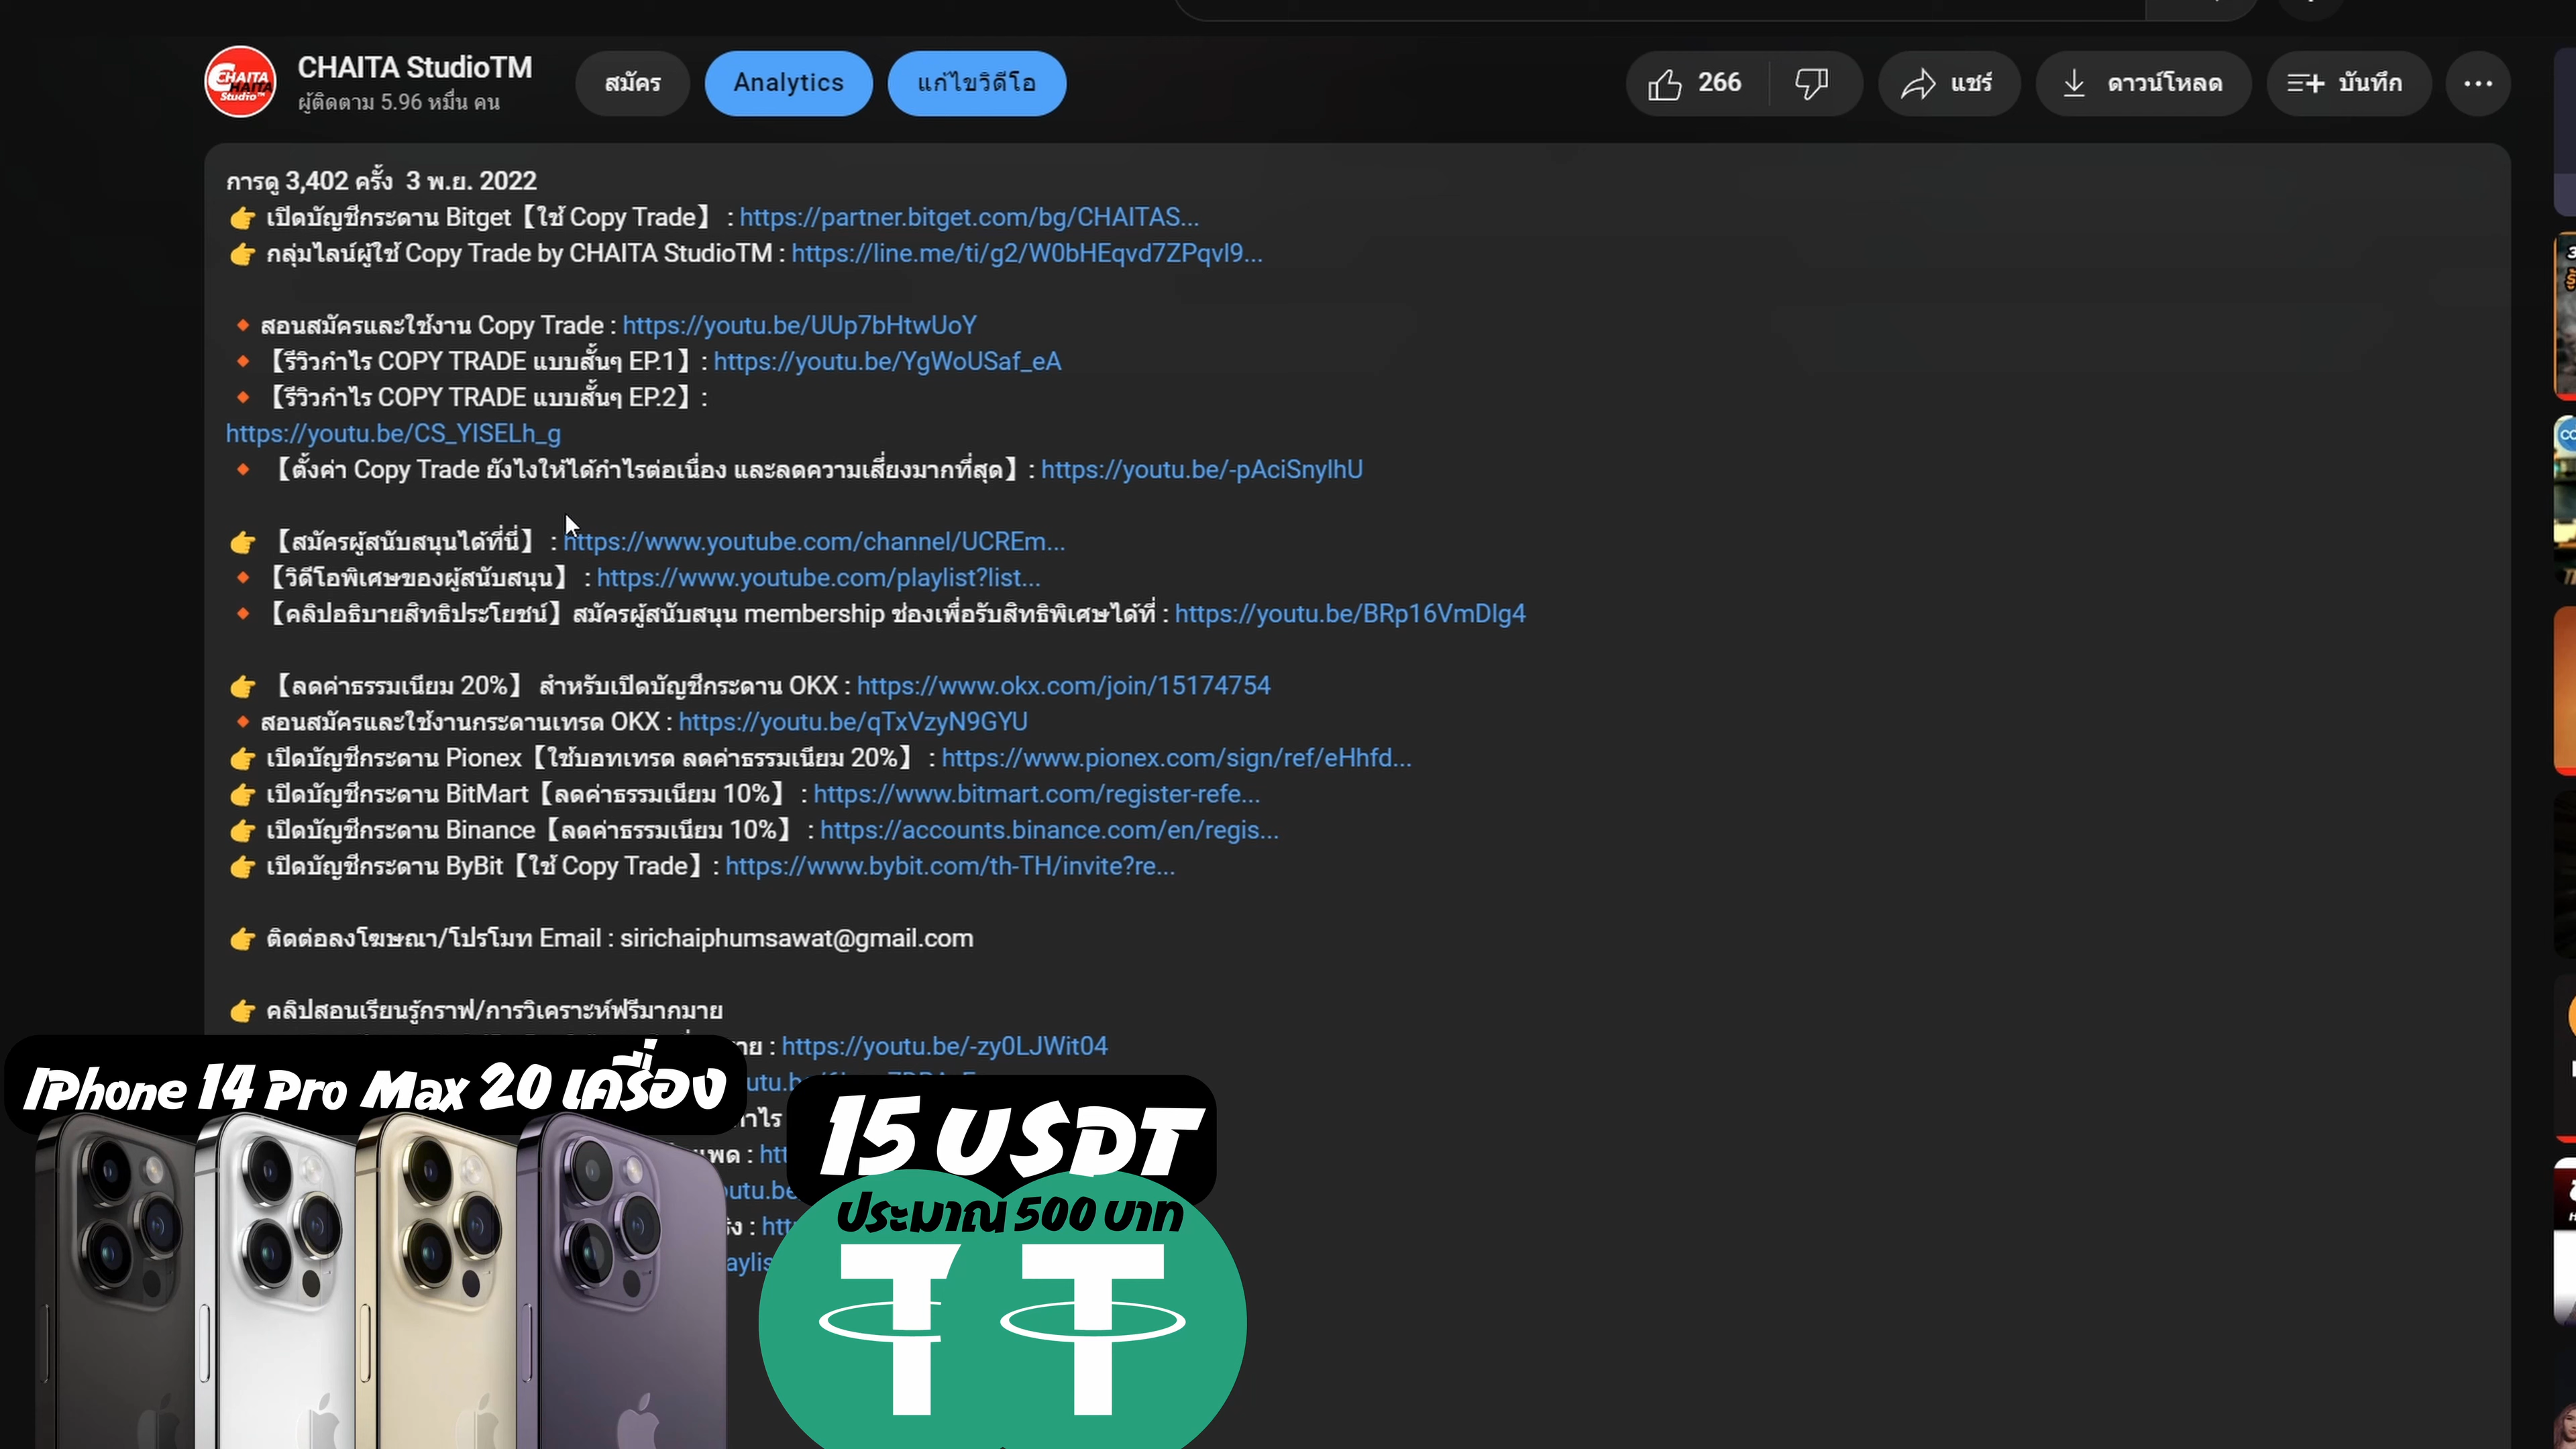 CHAITA StudioTM
ผู้ติดตาม 5.96 หมื่น คน
สมัคร
Analytics
แก้ไขวิดีโอ
266
แชร์
ดาวน์โหลด
บันทึก
CHAITA
CHAITA
Studio™
การดู 3,402 ครั้ง 3 พ.ย. 2022
👉 เปิดบัญชีกระดาน Bitget【ใช้ Copy Trade】 : https://partner.bitget.com/bg/CHAITAS...
👉 กลุ่มไลน์ผู้ใช้ Copy Trade by CHAITA StudioTM : https://line.me/ti/g2/W0bHEqvd7ZPqvl9...
🔸สอนสมัครและใช้งาน Copy Trade : https://youtu.be/UUp7bHtwUoY
🔸【รีวิวกำไร COPY TRADE แบบสั้นๆ EP.1】: https://youtu.be/YgWoUSaf_eA
🔸【รีวิวกำไร COPY TRADE แบบสั้นๆ EP.2】:
https://youtu.be/CS_YISELh_g
🔸【ตั้งค่า Copy Trade ยังไงให้ได้กำไรต่อเนื่อง และลดความเสี่ยงมากที่สุด】: https://youtu.be/-pAciSnylhU
👉 【สมัครผู้สนับสนุนได้ที่นี่】 : https://www.youtube.com/channel/UCREm...
🔸【วิดีโอพิเศษของผู้สนับสนุน】 : https://www.youtube.com/playlist?list...
🔸【คลิปอธิบายสิทธิประโยชน์】สมัครผู้สนับสนุน membership ช่องเพื่อรับสิทธิพิเศษได้ที่ : https://youtu.be/BRp16VmDlg4
👉 【ลดค่าธรรมเนียม 20%】 สำหรับเปิดบัญชีกระดาน OKX : https://www.okx.com/join/15174754
🔸สอนสมัครและใช้งานกระดานเทรด OKX : https://youtu.be/qTxVzyN9GYU
👉 เปิดบัญชีกระดาน Pionex【ใช้บอทเทรด ลดค่าธรรมเนียม 20%】 : https://www.pionex.com/sign/ref/eHhfd...
👉 เปิดบัญชีกระดาน BitMart【ลดค่าธรรมเนียม 10%】 : https://www.bitmart.com/register-refe...
👉 เปิดบัญชีกระดาน Binance【ลดค่าธรรมเนียม 10%】 : https://accounts.binance.com/en/regis...
👉 เปิดบัญชีกระดาน ByBit【ใช้ Copy Trade】: https://www.bybit.com/th-TH/invite?re...
👉 ติดต่อลงโฆษณา/โปรโมท Email : sirichaiphumsawat@gmail.com
👉 คลิปสอนเรียนรู้กราฟ/การวิเคราะห์ฟรีมากมาย
: https://youtu.be/-zy0LJWit04
IPhone 14 Pro Max 20 เครื่อง
15 USDT
ประมาณ 500 บาท